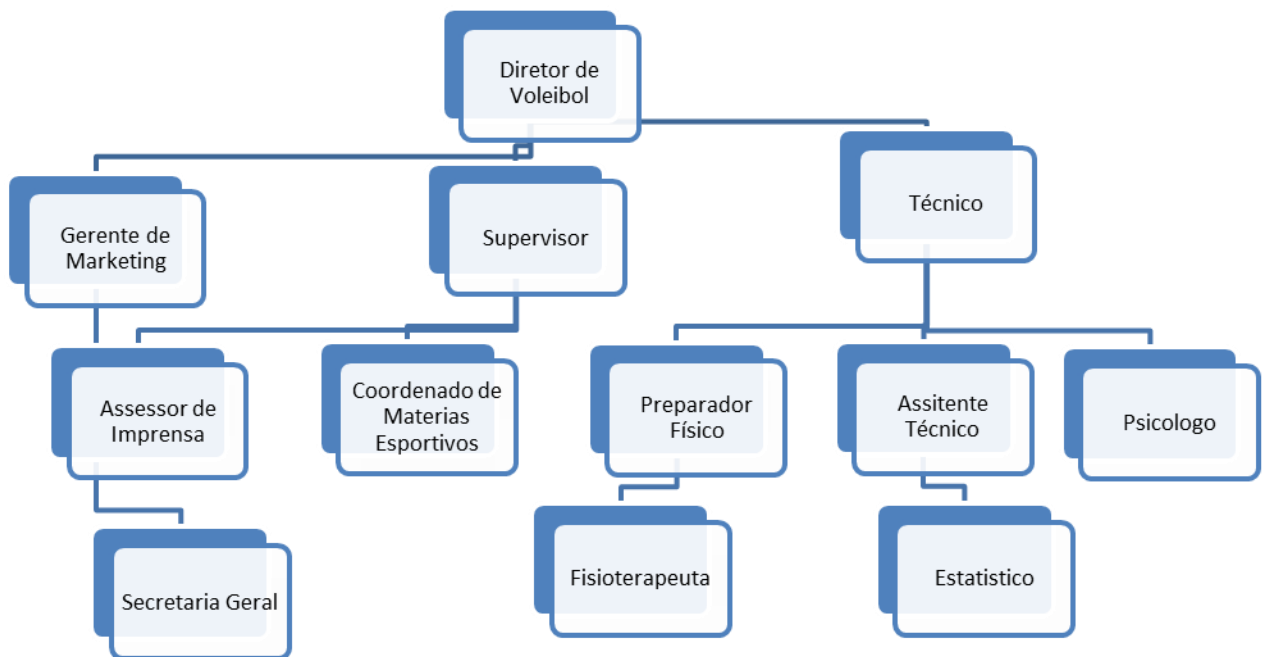 Diretor de
Voleibol
Gerente de
Marketing
Supervisor
Técnico
Assessor de
Imprensa
Coordenado de
Materias
Esportivos
Preparador
Físico
Assitente
Técnico
Psicologo
Secretaria Geral
Fisioterapeuta
Estatistico